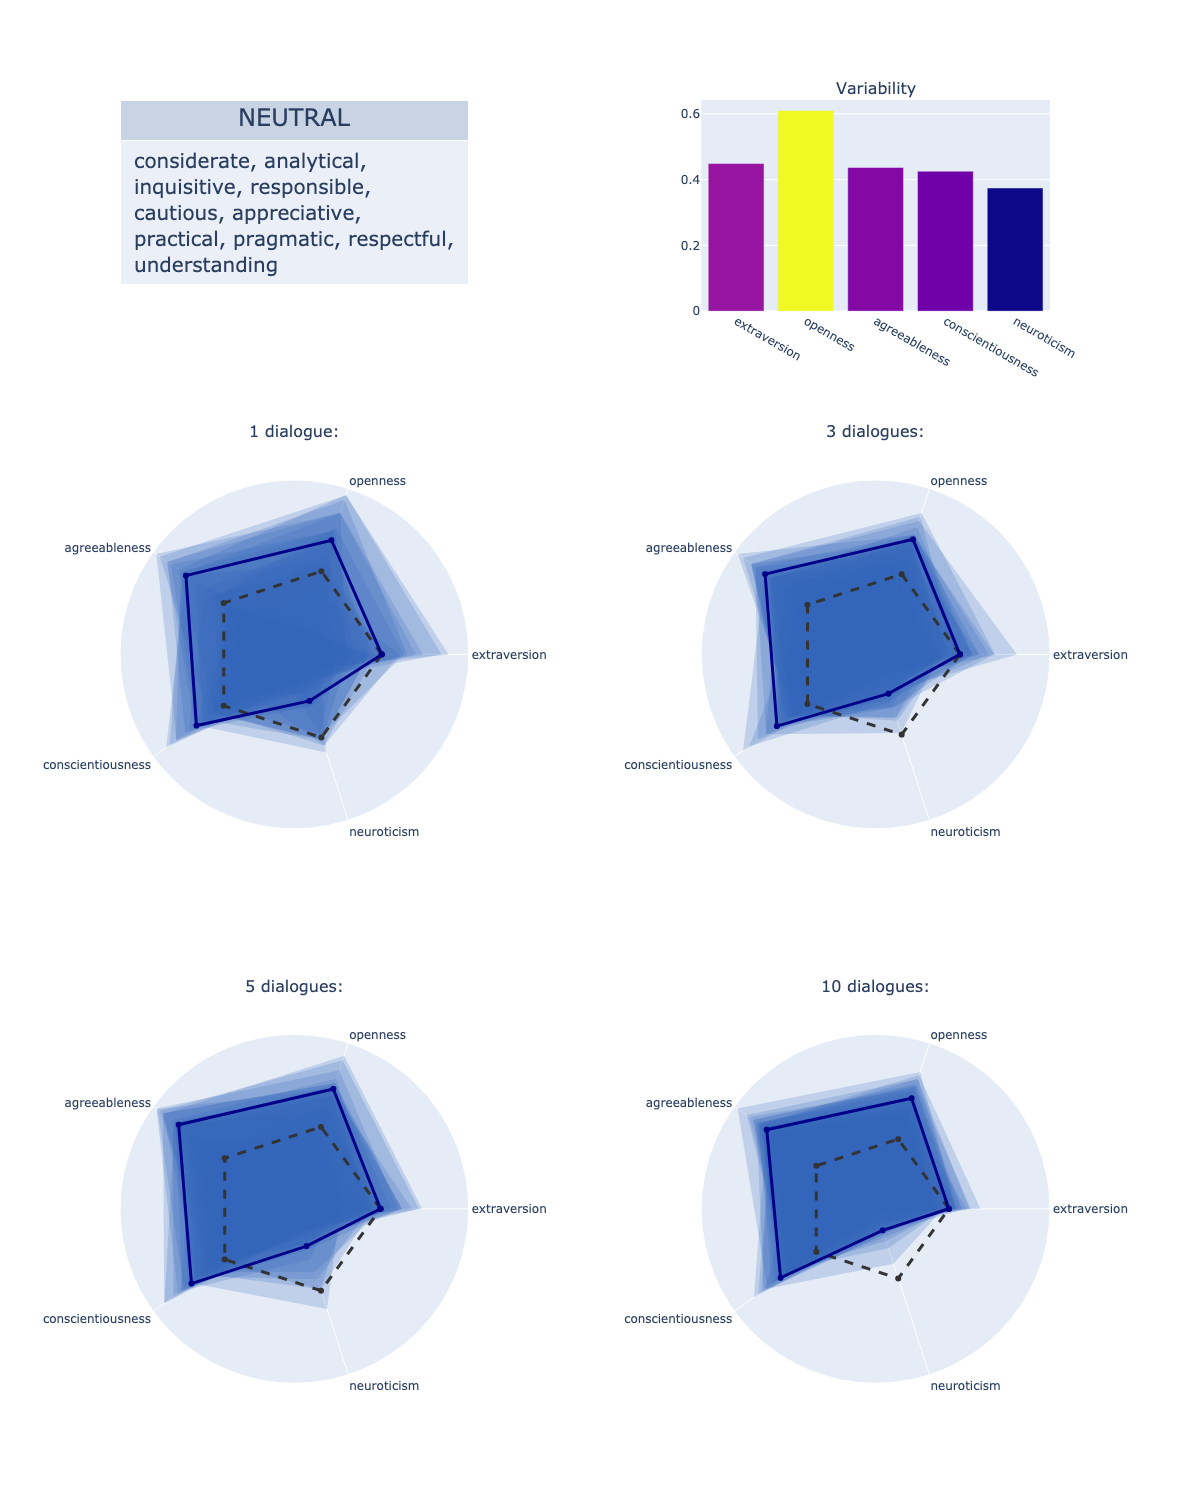 NEUTRAL
considerate, analytical,
inquisitive, responsible,
cautious, appreciative,
practical, pragmatic, respectful,
understanding
Variability
0.6
0.4
0.2
0
extraversion
openness
agreeableness
conscientiousness
neuroticism
1 dialogue:
openness
agreeableness
extraversion
conscientiousness
neuroticism
3 dialogues:
openness
agreeableness
extraversion
conscientiousness
neuroticism
5 dialogues:
openness
agreeableness
extraversion
conscientiousness
neuroticism
10 dialogues:
openness
agreeableness
extraversion
conscientiousness
neuroticism